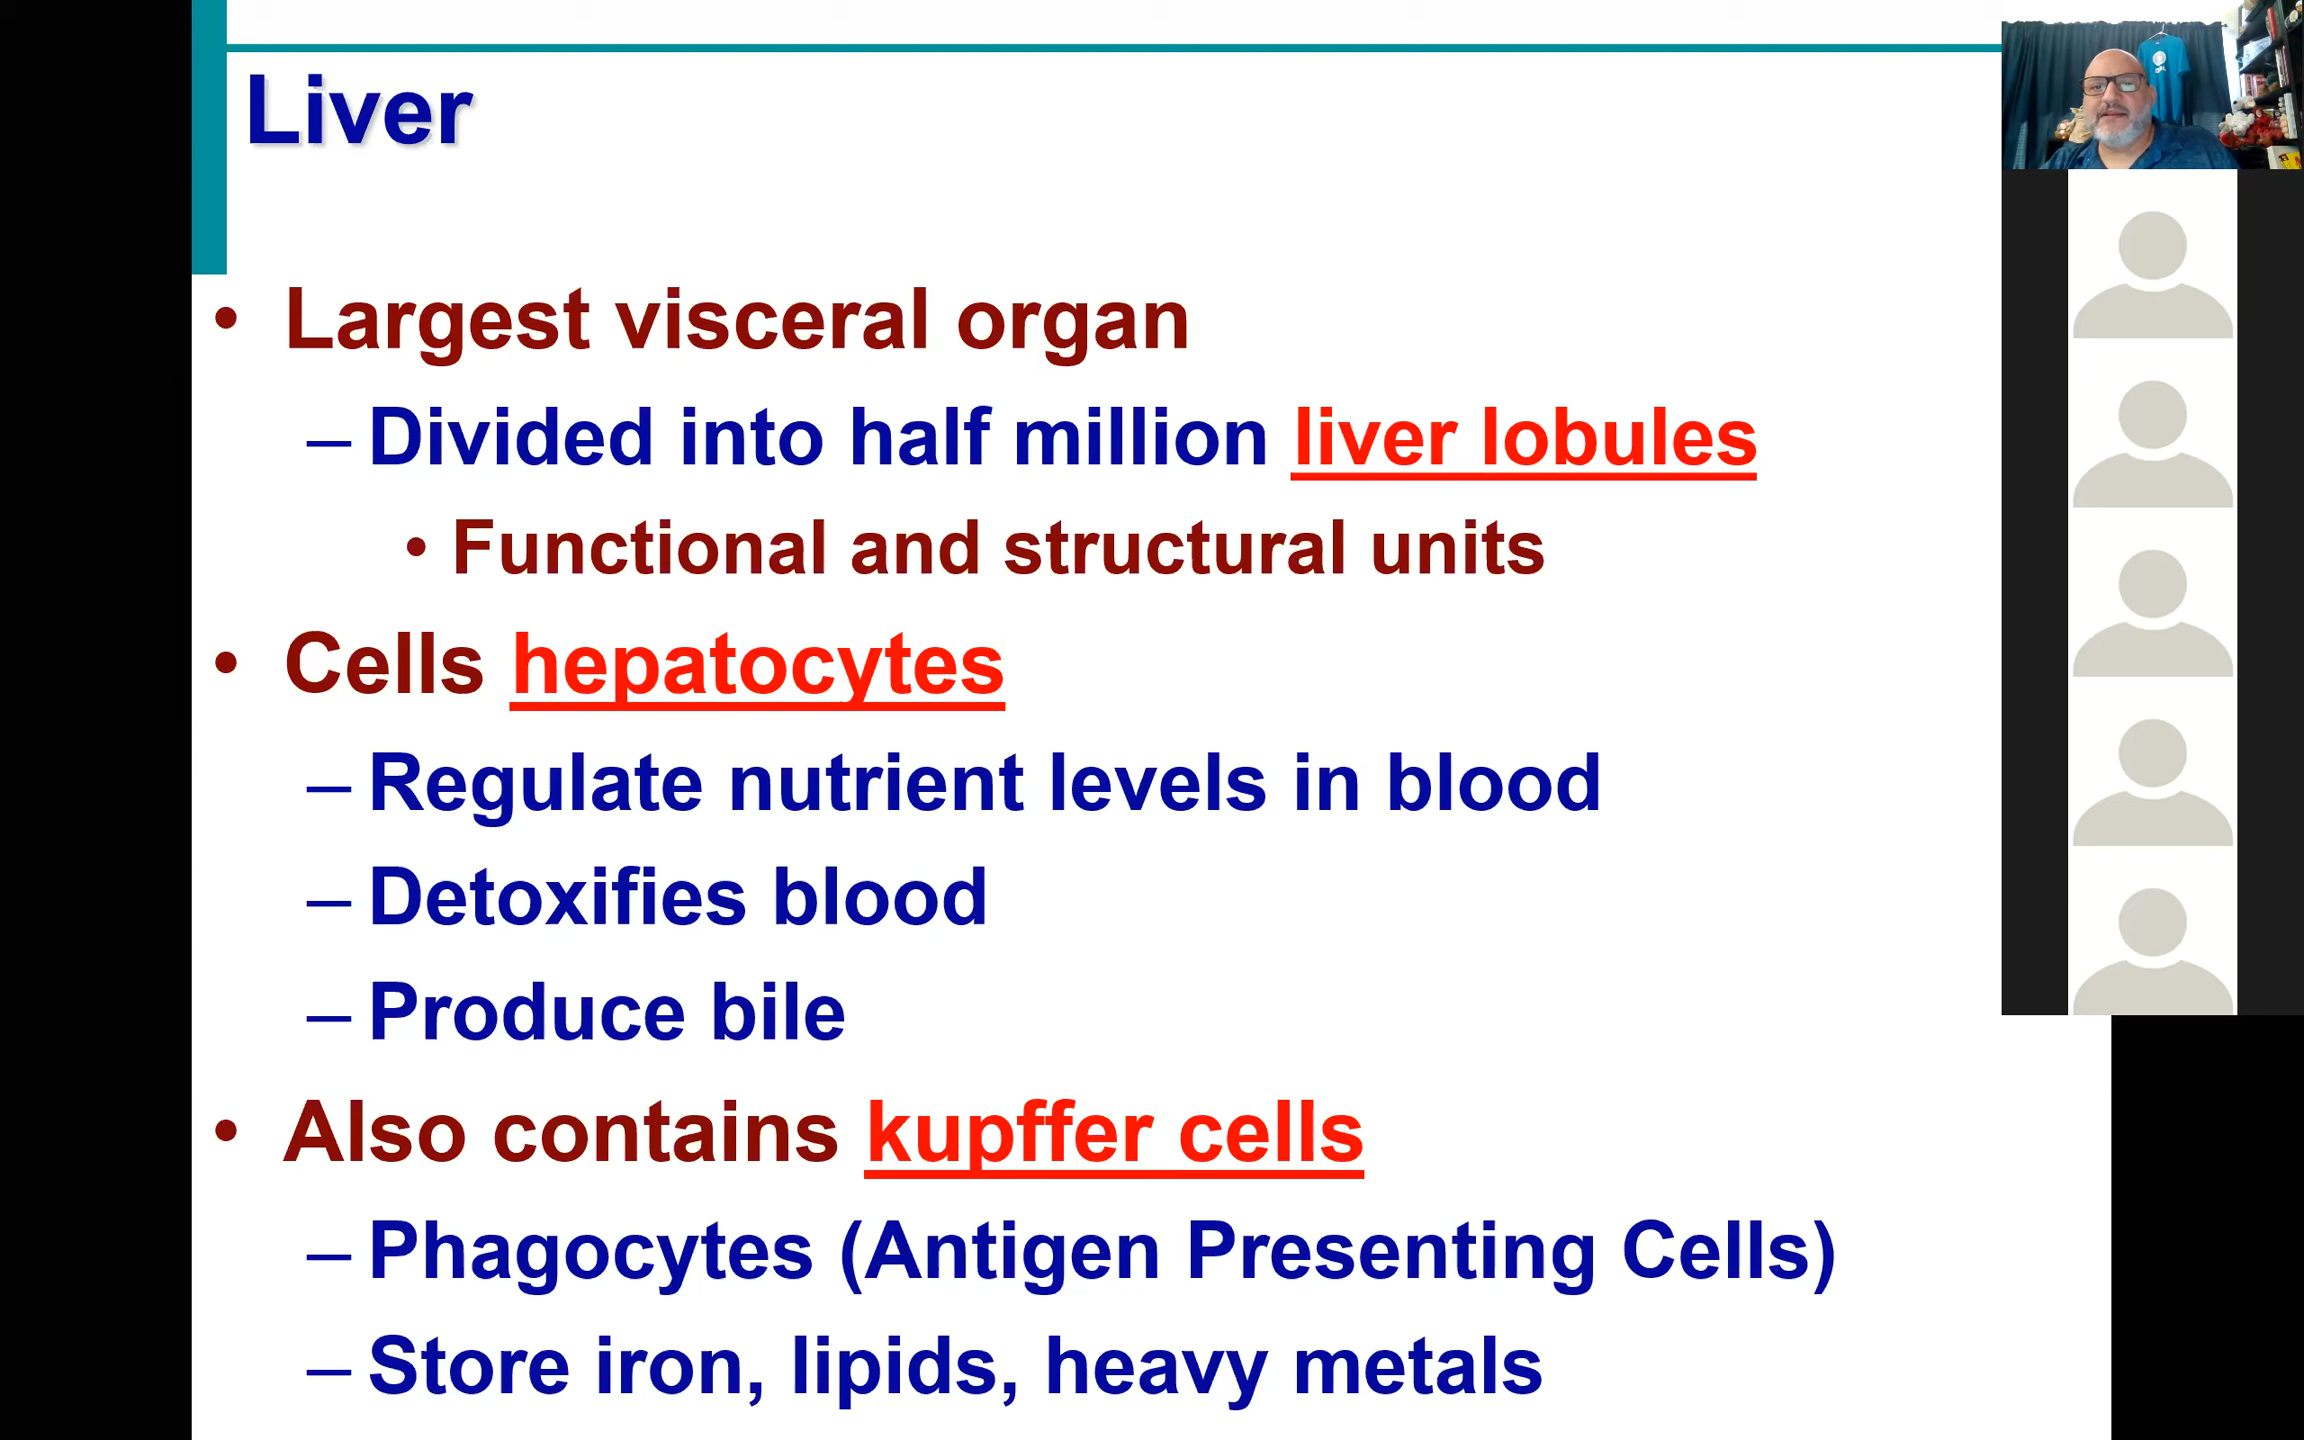 Liver
• Largest visceral organ
– Divided into half million liver lobules
• Functional and structural units
• Cells hepatocytes
– Regulate nutrient levels in blood
– Detoxifies blood
– Produce bile
• Also contains kupffer cells
– Phagocytes (Antigen Presenting Cells)
– Store iron, lipids, heavy metals